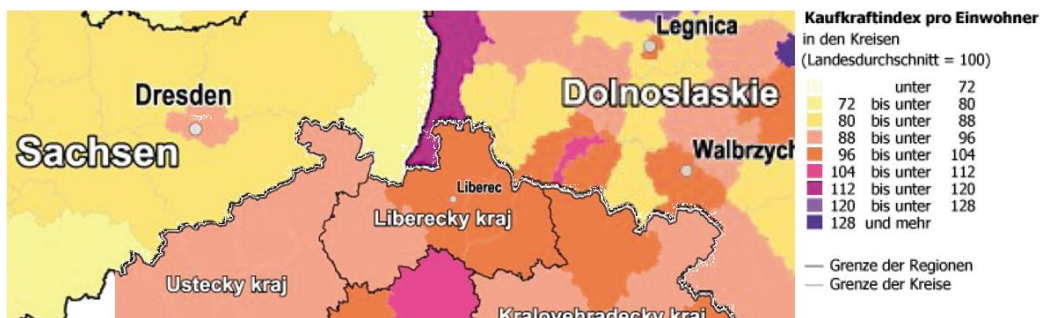 Legnica
Dresden
Dolnoslaskie
Sachsen
Walbrzych
Liberec
Liberecky kraj
Ustecky kraj
Kralovehradecky kraj
Kaufkraftindex pro Einwohner
in den Kreisen
(Landesdurchschnitt = 100)
unter 72
72 bis unter 80
80 bis unter 88
88 bis unter 96
96 bis unter 104
104 bis unter 112
112 bis unter 120
120 bis unter 128
128 und mehr
Grenze der Regionen
Grenze der Kreise